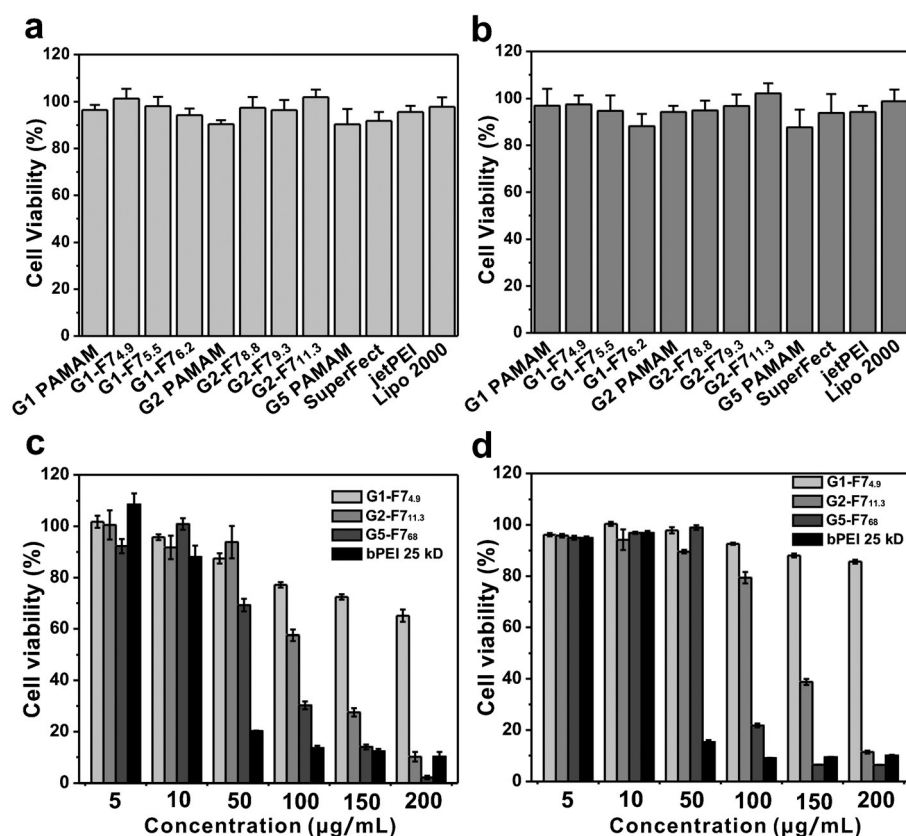 a
120
100
80
60
40
20
0
Cell Viability (%)
G1 PAMAM
G1-F7₄.₉
G1-F7₅.₅
G1-F7₆.₂
G2 PAMAM
G2-F7₈.₈
G2-F7₉.₃
G2-F7₁₁.₃
G5 PAMAM
SuperFect
jetPEI
Lipo 2000
b
120
100
80
60
40
20
0
Cell Viability (%)
G1 PAMAM
G1-F7₄.₉
G1-F7₅.₅
G1-F7₆.₂
G2 PAMAM
G2-F7₈.₈
G2-F7₉.₃
G2-F7₁₁.₃
G5 PAMAM
SuperFect
jetPEI
Lipo 2000
c
120
100
80
60
40
20
0
Cell viability (%)
G1-F7₄.₉
G2-F7₁₁.₃
G5-F7₆₈
bPEI 25 kD
5 10 50 100 150 200
Concentration (µg/mL)
d
120
100
80
60
40
20
0
Cell viability (%)
G1-F7₄.₉
G2-F7₁₁.₃
G5-F7₆₈
bPEI 25 kD
5 10 50 100 150 200
Concentration (µg/mL)